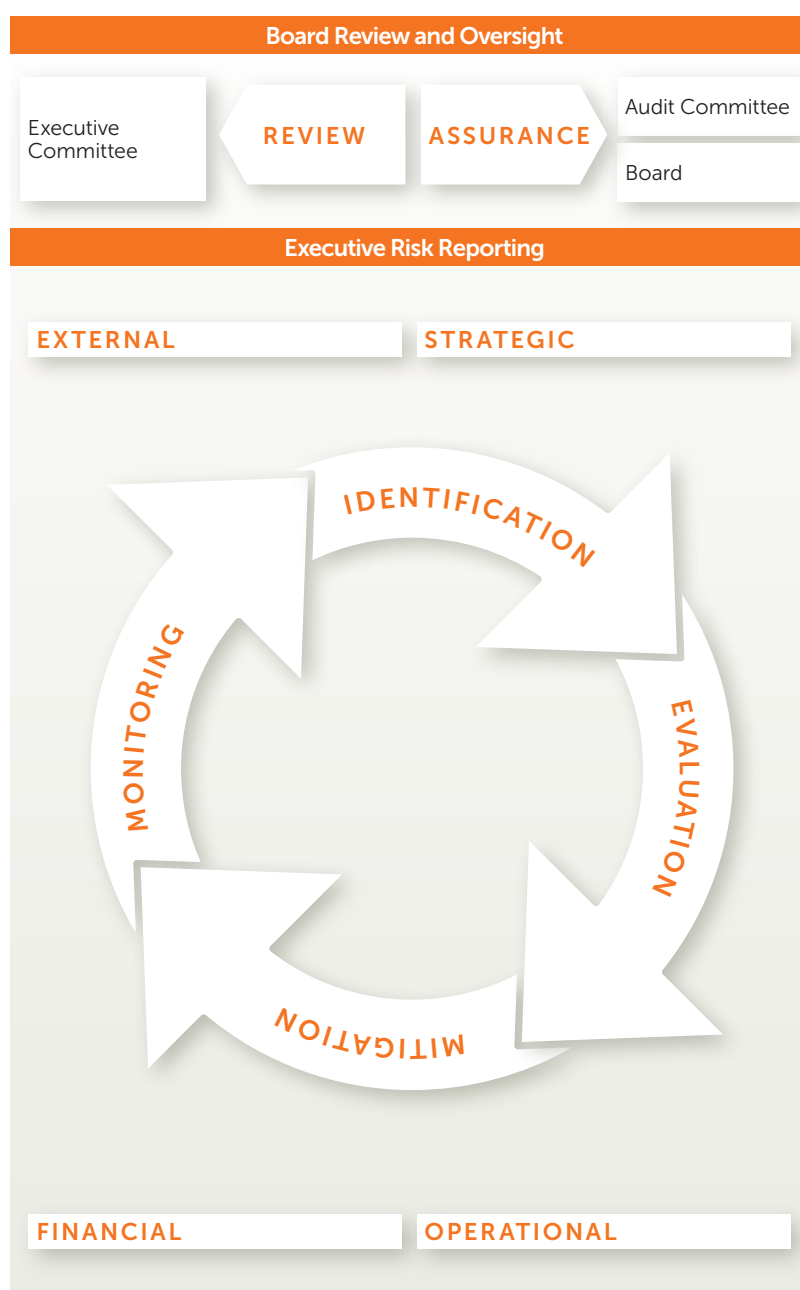 Board Review and Oversight
Executive
Committee
REVIEW
ASSURANCE
Audit Committee
Board
Executive Risk Reporting
EXTERNAL
STRATEGIC
IDENTIFICATION
EVALUATION
MITIGATION
MONITORING
FINANCIAL
OPERATIONAL